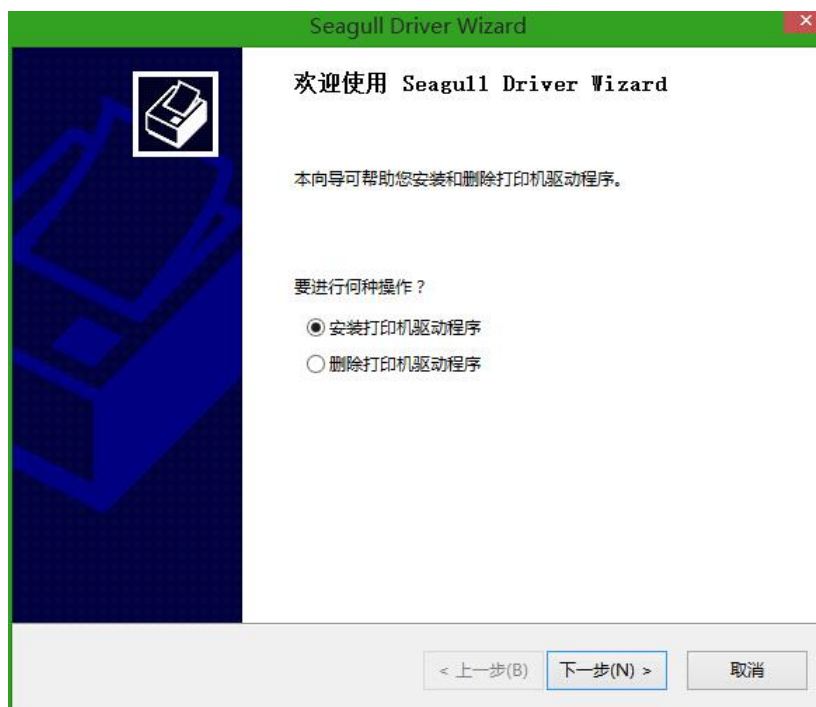 Seagull Driver Wizard
欢迎使用 Seagull Driver Wizard
本向导可帮助您安装和删除打印机驱动程序。
要进行何种操作？
安装打印机驱动程序
删除打印机驱动程序
< 上一步(B) 下一步(N) > 取消